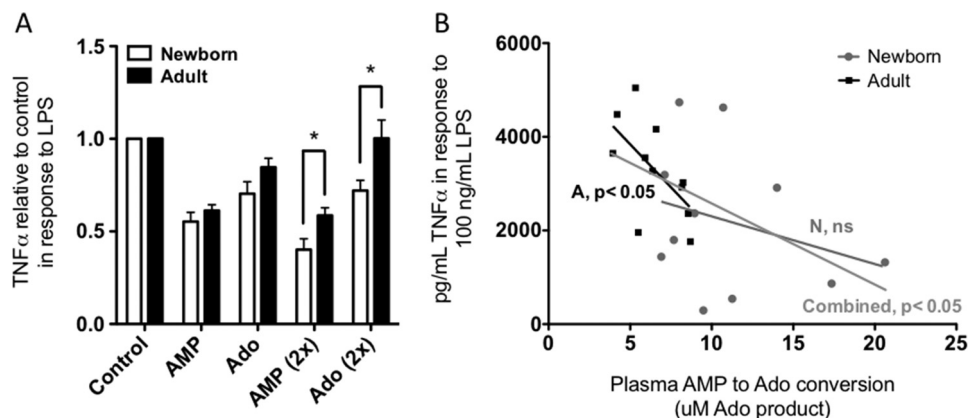 A
TNFα relative to control
in response to LPS
1.5
1.0
0.5
0.0
Newborn
Adult
*
*
Control
AMP
Ado
AMP (2x)
Ado (2x)
B
pg/mL TNFα in response to
100 ng/mL LPS
6000
4000
2000
0
Newborn
Adult
A, p< 0.05
N, ns
Combined, p< 0.05
0
5
10
15
20
25
Plasma AMP to Ado conversion
(uM Ado product)